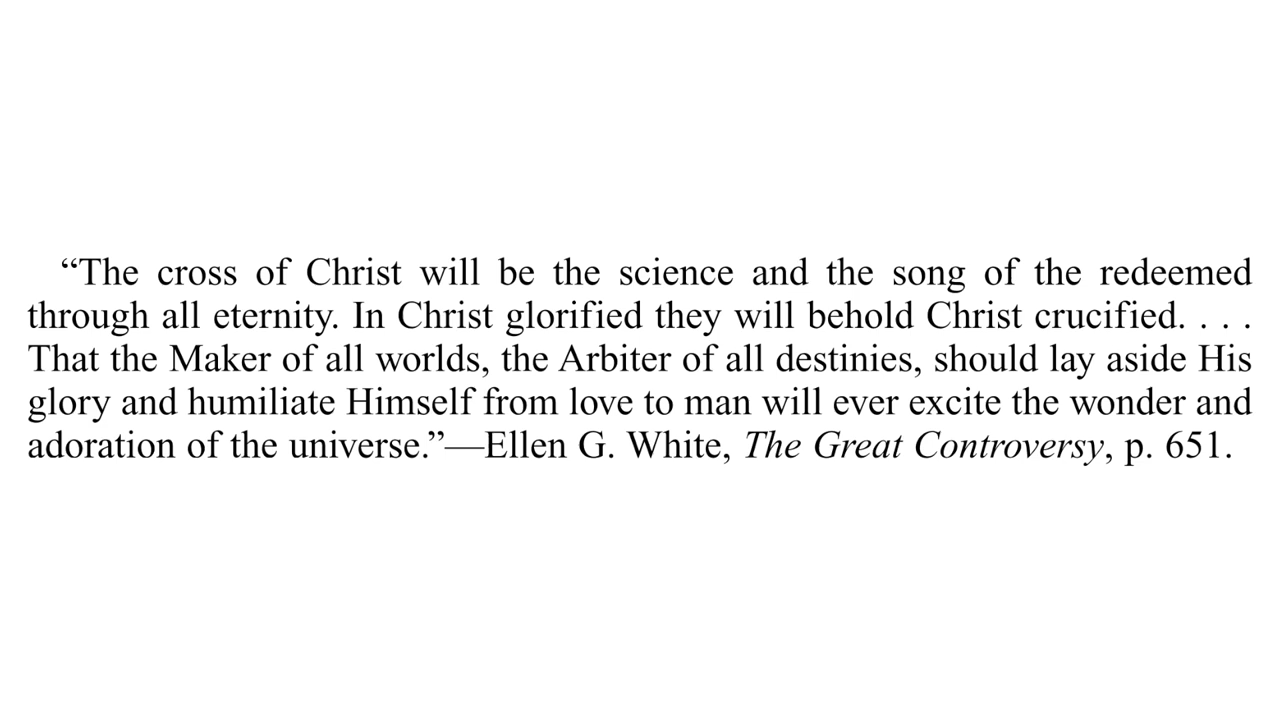 “The cross of Christ will be the science and the song of the redeemed
through all eternity. In Christ glorified they will behold Christ crucified. . . .
That the Maker of all worlds, the Arbiter of all destinies, should lay aside His
glory and humiliate Himself from love to man will ever excite the wonder and
adoration of the universe.”—Ellen G. White, The Great Controversy, p. 651.